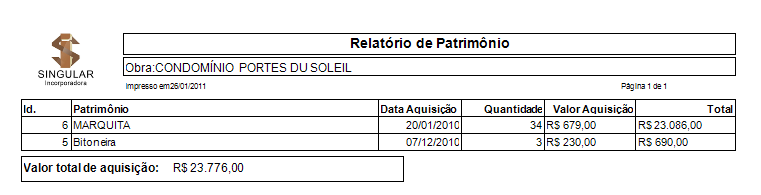 Relatório de Patrimônio
SINGULAR
Incorporadora
Obra:CONDOMÍNIO PORTES DU SOLEIL
Impresso em26/01/2011 Página 1 de 1
Id. Patrimônio Data Aquisição Quantidade Valor Aquisição Total
6 MARQUITA 20/01/2010 34 R$ 679,00 R$ 23.086,00
5 Bitoneira 07/12/2010 3 R$ 230,00 R$ 690,00
Valor total de aquisição: R$ 23.776,00